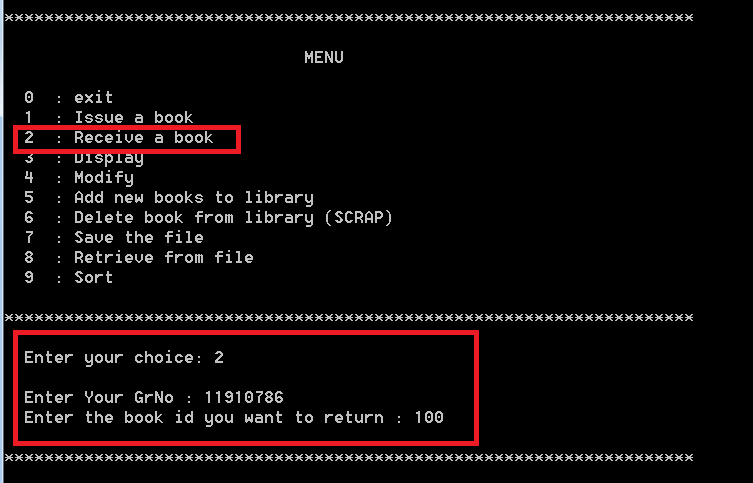 *********************************************************************
MENU
0 : exit
1 : Issue a book
2 : Receive a book
3 : Display
4 : Modify
5 : Add new books to library
6 : Delete book from library (SCRAP)
7 : Save the file
8 : Retrieve from file
9 : Sort
*********************************************************************
Enter your choice: 2
Enter Your GrNo : 11910786
Enter the book id you want to return : 100
*********************************************************************